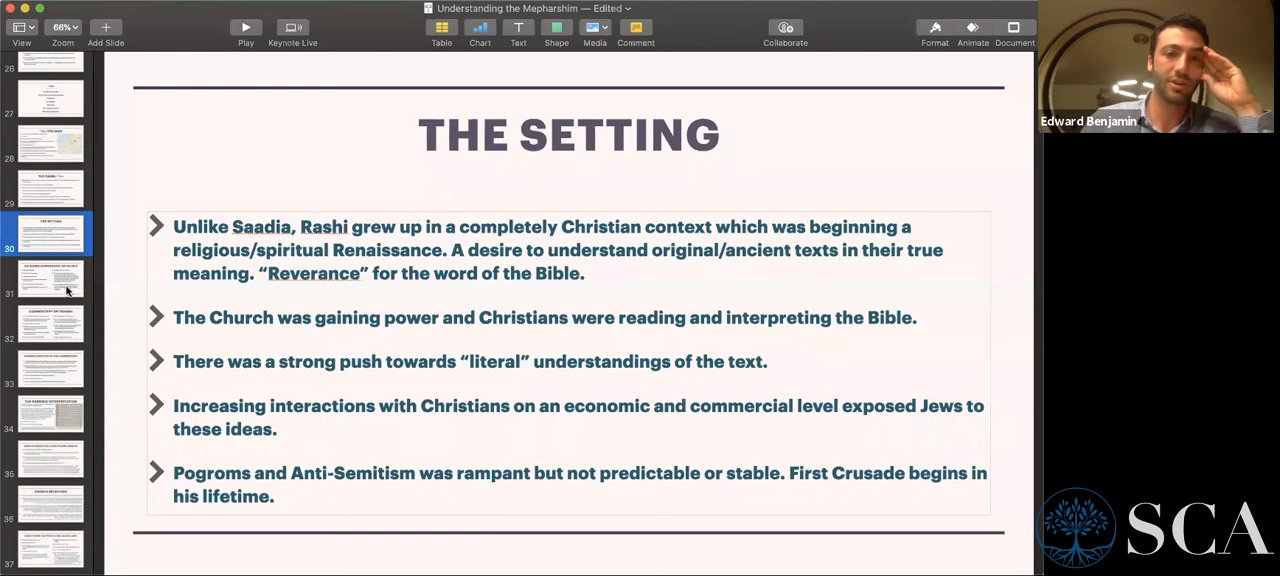 Understanding the Mepharshim — Edited
66%
View Zoom Add Slide Play Keynote Live Table Chart Text Shape Media Comment Collaborate Format Animate Document
Edward Benjamin
THE SETTING
Unlike Saadia, Rashi grew up in a completely Christian context which was beginning a
religious/spiritual Renaissance. Desire to understand original ancient texts in their true
meaning. “Reverance” for the word of the Bible.
The Church was gaining power and Christians were reading and interpreting the Bible.
There was a strong push towards “literal” understandings of the text.
Increasing interactions with Christians on an economic and commercial level exposed Jews to
these ideas.
Pogroms and Anti-Semitism was rampant but not predictable or stable. First Crusade begins in
his lifetime.
26
27
28
29
30
THE SETTING
31
32
33
34
35
36
37
SCA